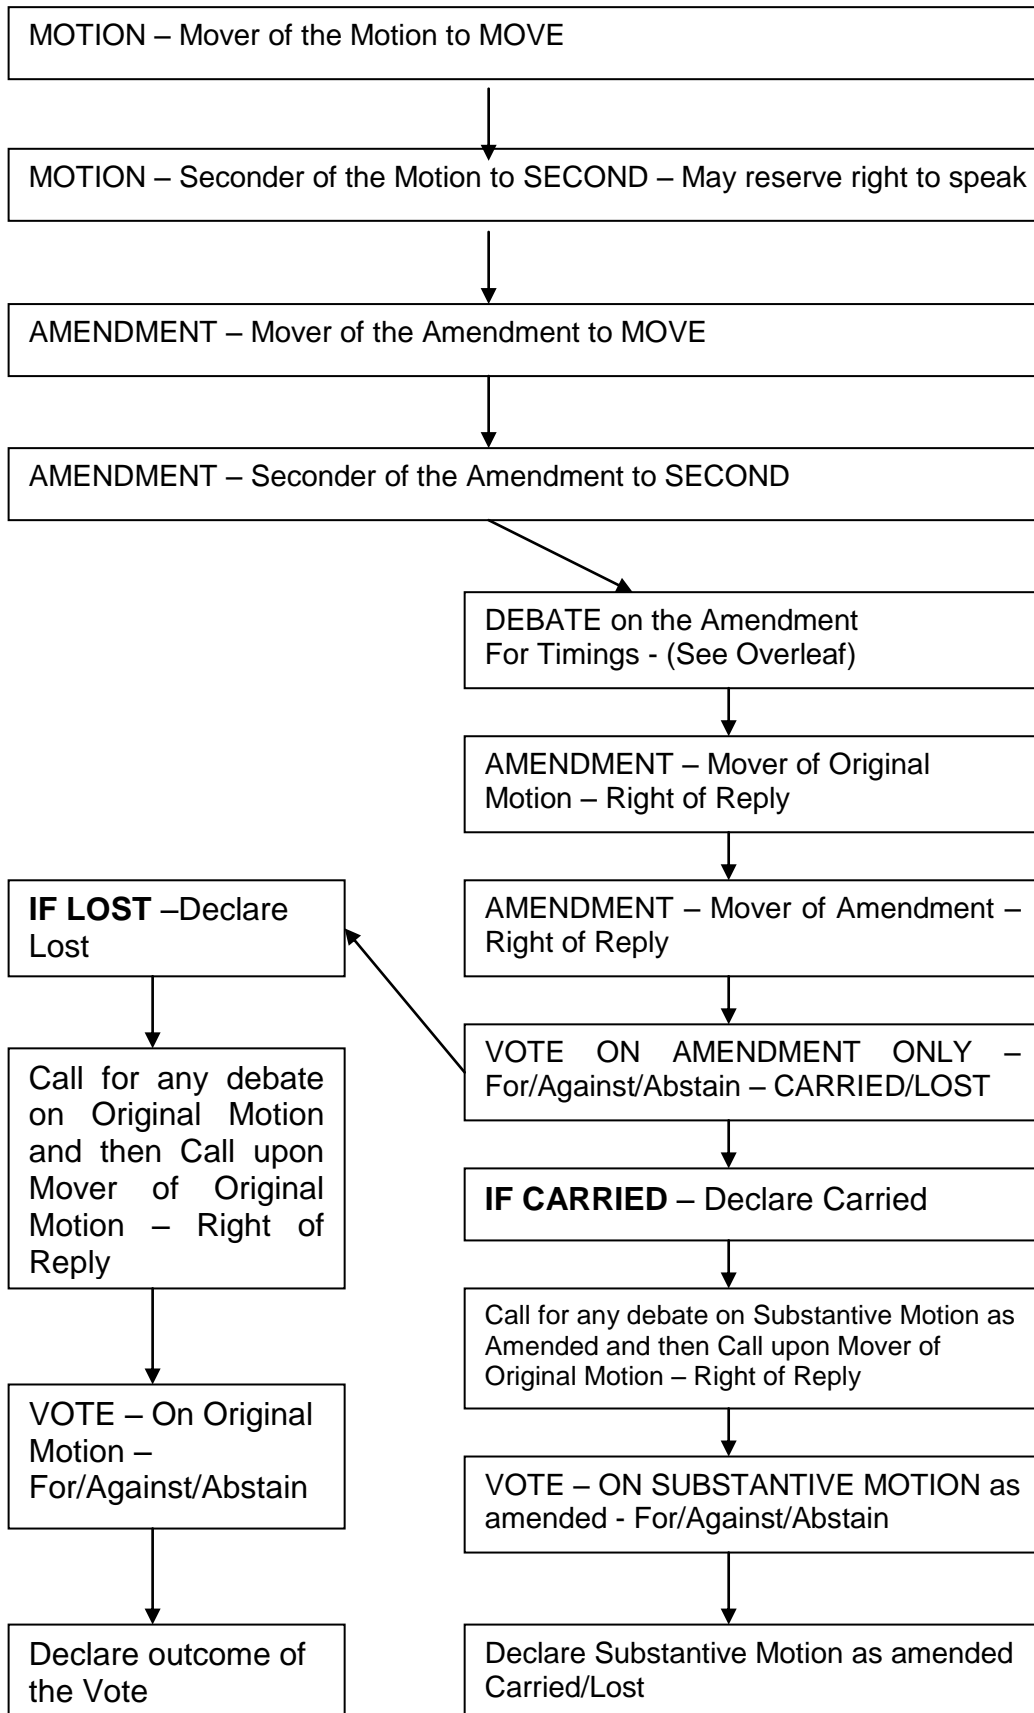 MOTION – Mover of the Motion to MOVE
MOTION – Seconder of the Motion to SECOND – May reserve right to speak
AMENDMENT – Mover of the Amendment to MOVE
AMENDMENT – Seconder of the Amendment to SECOND
DEBATE on the Amendment
For Timings - (See Overleaf)
AMENDMENT – Mover of Original
Motion – Right of Reply
AMENDMENT – Mover of Amendment –
Right of Reply
VOTE ON AMENDMENT ONLY –
For/Against/Abstain – CARRIED/LOST
IF LOST –Declare
Lost
Call for any debate
on Original Motion
and then Call upon
Mover of Original
Motion – Right of
Reply
VOTE – On Original
Motion –
For/Against/Abstain
Declare outcome of
the Vote
IF CARRIED – Declare Carried
Call for any debate on Substantive Motion as
Amended and then Call upon Mover of
Original Motion – Right of Reply
VOTE – ON SUBSTANTIVE MOTION as
amended - For/Against/Abstain
Declare Substantive Motion as amended
Carried/Lost